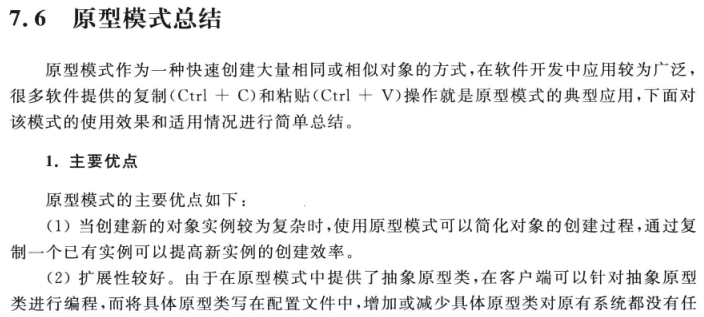 7.6 原型模式总结
原型模式作为一种快速创建大量相同或相似对象的方式,在软件开发中应用较为广泛,
很多软件提供的复制(Ctrl + C)和粘贴(Ctrl + V)操作就是原型模式的典型应用,下面对
该模式的使用效果和适用情况进行简单总结。
1. 主要优点
原型模式的主要优点如下:
(1) 当创建新的对象实例较为复杂时,使用原型模式可以简化对象的创建过程,通过复
制一个已有实例可以提高新实例的创建效率。
(2) 扩展性较好。由于在原型模式中提供了抽象原型类,在客户端可以针对抽象原型
类进行编程,而将具体原型类写在配置文件中,增加或减少具体原型类对原有系统都没有任